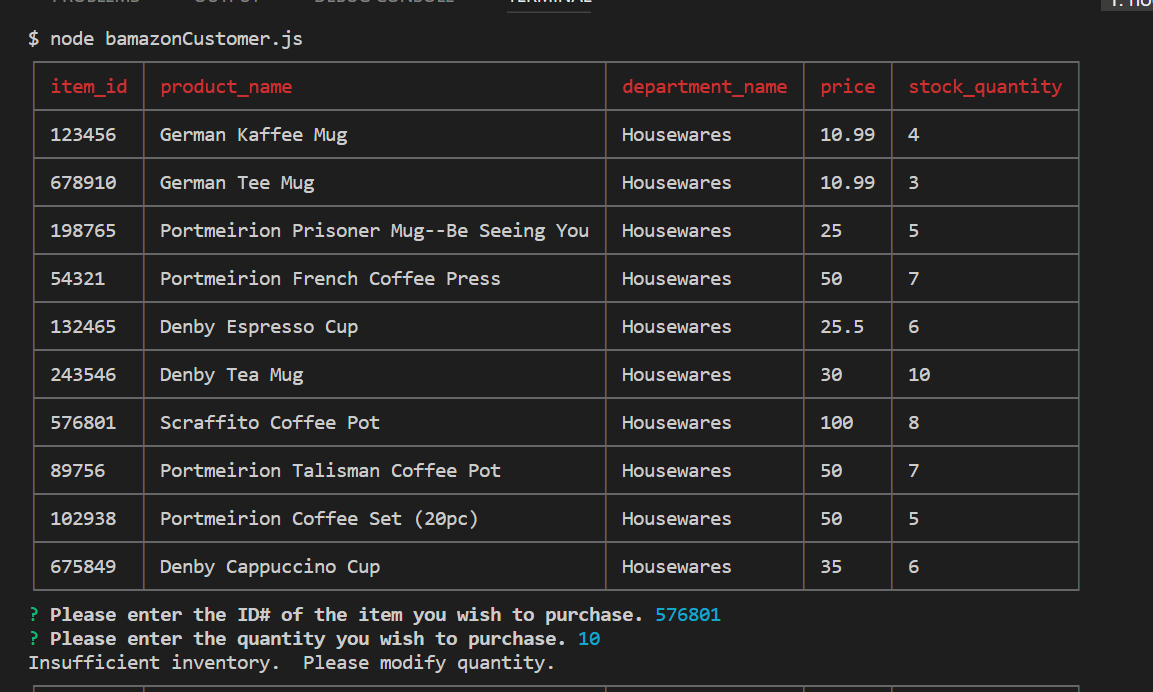 PROBLEMS OUTPUT DEBUG CONSOLE TERMINAL
$ node bamazonCustomer.js
item_id product_name department_name price stock_quantity
123456 German Kaffee Mug Housewares 10.99 4
678910 German Tee Mug Housewares 10.99 3
198765 Portmeirion Prisoner Mug--Be Seeing You Housewares 25 5
54321 Portmeirion French Coffee Press Housewares 50 7
132465 Denby Espresso Cup Housewares 25.5 6
243546 Denby Tea Mug Housewares 30 10
576801 Scraffito Coffee Pot Housewares 100 8
89756 Portmeirion Talisman Coffee Pot Housewares 50 7
102938 Portmeirion Coffee Set (20pc) Housewares 50 5
675849 Denby Cappuccino Cup Housewares 35 6
? Please enter the ID# of the item you wish to purchase. 576801
? Please enter the quantity you wish to purchase. 10
Insufficient inventory.  Please modify quantity.